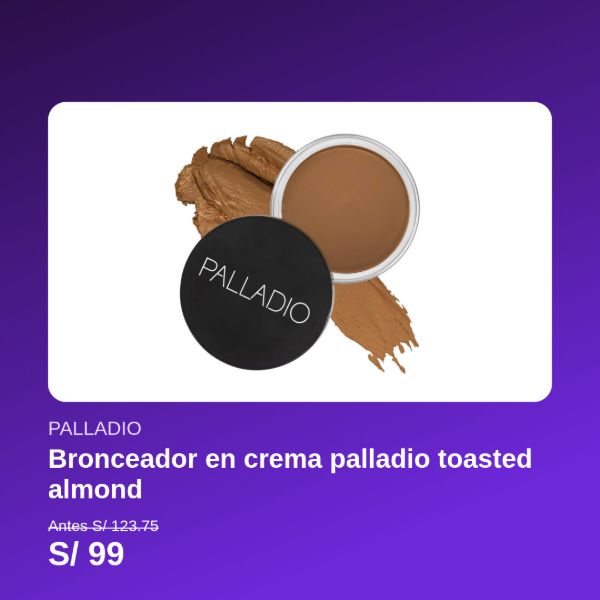 PALLADIO
PALLADIO
Bronceador en crema palladio toasted
almond
Antes S/ 123.75
S/ 99